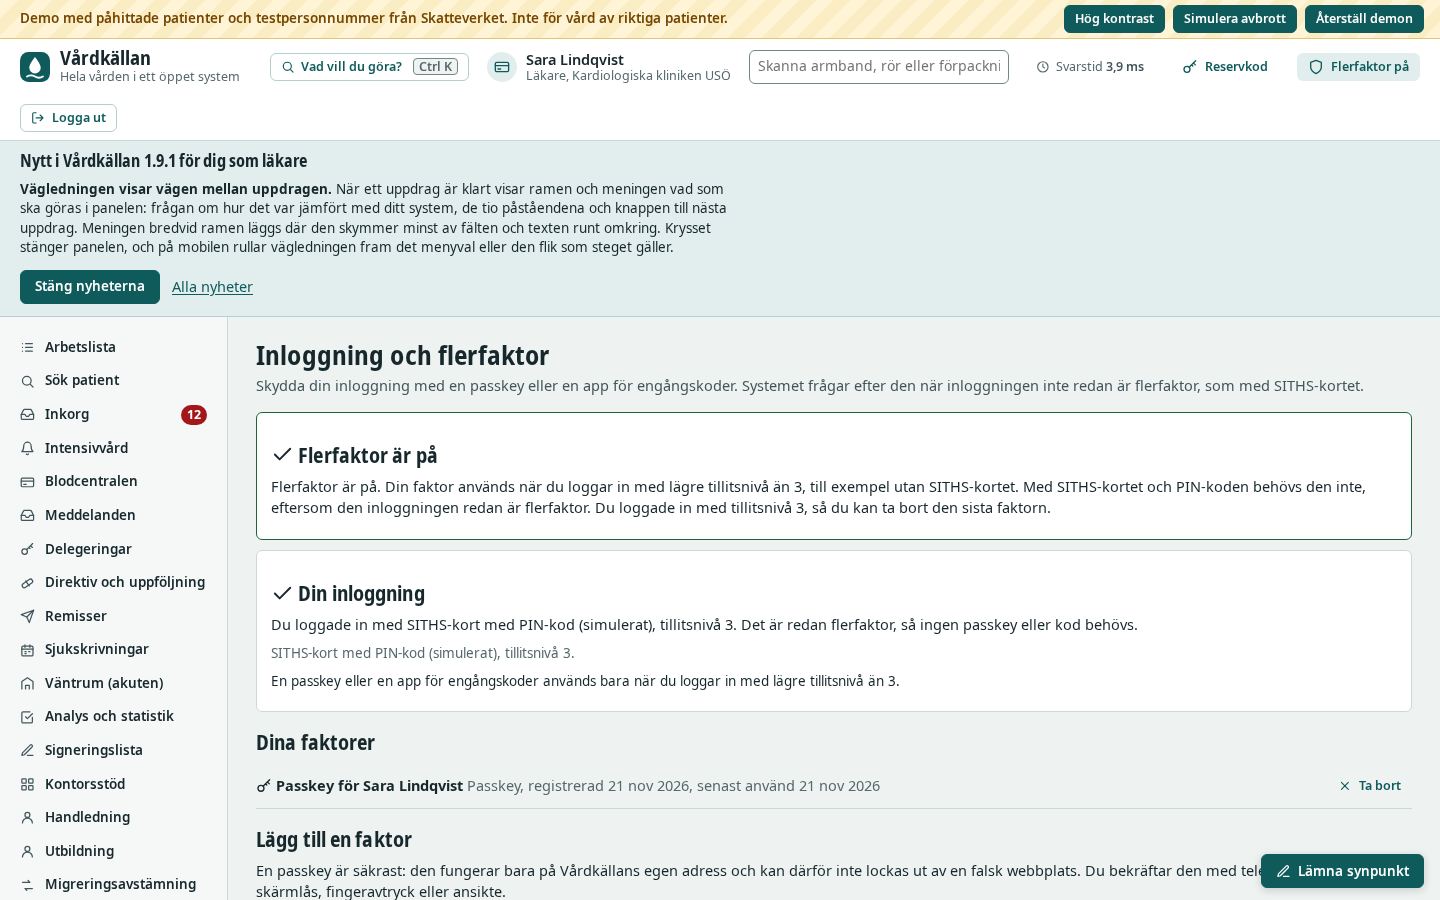 Demo med påhittade patienter och testpersonnummer från Skatteverket. Inte för vård av riktiga patienter.
Hög kontrast
Simulera avbrott
Återställ demon
Vårdkällan
Hela vården i ett öppet system
Vad vill du göra? Ctrl K
Sara Lindqvist
Läkare, Kardiologiska kliniken USÖ
Skanna armband, rör eller förpackni
Svarstid 3,9 ms
Reservkod
Flerfaktor på
Logga ut
Nytt i Vårdkällan 1.9.1 för dig som läkare
Vägledningen visar vägen mellan uppdragen. När ett uppdrag är klart visar ramen och meningen vad som
ska göras i panelen: frågan om hur det var jämfört med ditt system, de tio påståendena och knappen till nästa
uppdrag. Meningen bredvid ramen läggs där den skymmer minst av fälten och texten runt omkring. Krysset
stänger panelen, och på mobilen rullar vägledningen fram det menyval eller den flik som steget gäller.
Stäng nyheterna
Alla nyheter
Arbetslista
Sök patient
Inkorg 12
Intensivvård
Blodcentralen
Meddelanden
Delegeringar
Direktiv och uppföljning
Remisser
Sjukskrivningar
Väntrum (akuten)
Analys och statistik
Signeringslista
Kontorsstöd
Handledning
Utbildning
Migreringsavstämning
Inloggning och flerfaktor
Skydda din inloggning med en passkey eller en app för engångskoder. Systemet frågar efter den när inloggningen inte redan är flerfaktor, som med SITHS-kortet.
Flerfaktor är på
Flerfaktor är på. Din faktor används när du loggar in med lägre tillitsnivå än 3, till exempel utan SITHS-kortet. Med SITHS-kortet och PIN-koden behövs den inte,
eftersom den inloggningen redan är flerfaktor. Du loggade in med tillitsnivå 3, så du kan ta bort den sista faktorn.
Din inloggning
Du loggade in med SITHS-kort med PIN-kod (simulerat), tillitsnivå 3. Det är redan flerfaktor, så ingen passkey eller kod behövs.
SITHS-kort med PIN-kod (simulerat), tillitsnivå 3.
En passkey eller en app för engångskoder används bara när du loggar in med lägre tillitsnivå än 3.
Dina faktorer
Passkey för Sara Lindqvist Passkey, registrerad 21 nov 2026, senast använd 21 nov 2026
Ta bort
Lägg till en faktor
En passkey är säkrast: den fungerar bara på Vårdkällans egen adress och kan därför inte lockas ut av en falsk webbplats. Du bekräftar den med
skärmlås, fingeravtryck eller ansikte.
Lämna synpunkt